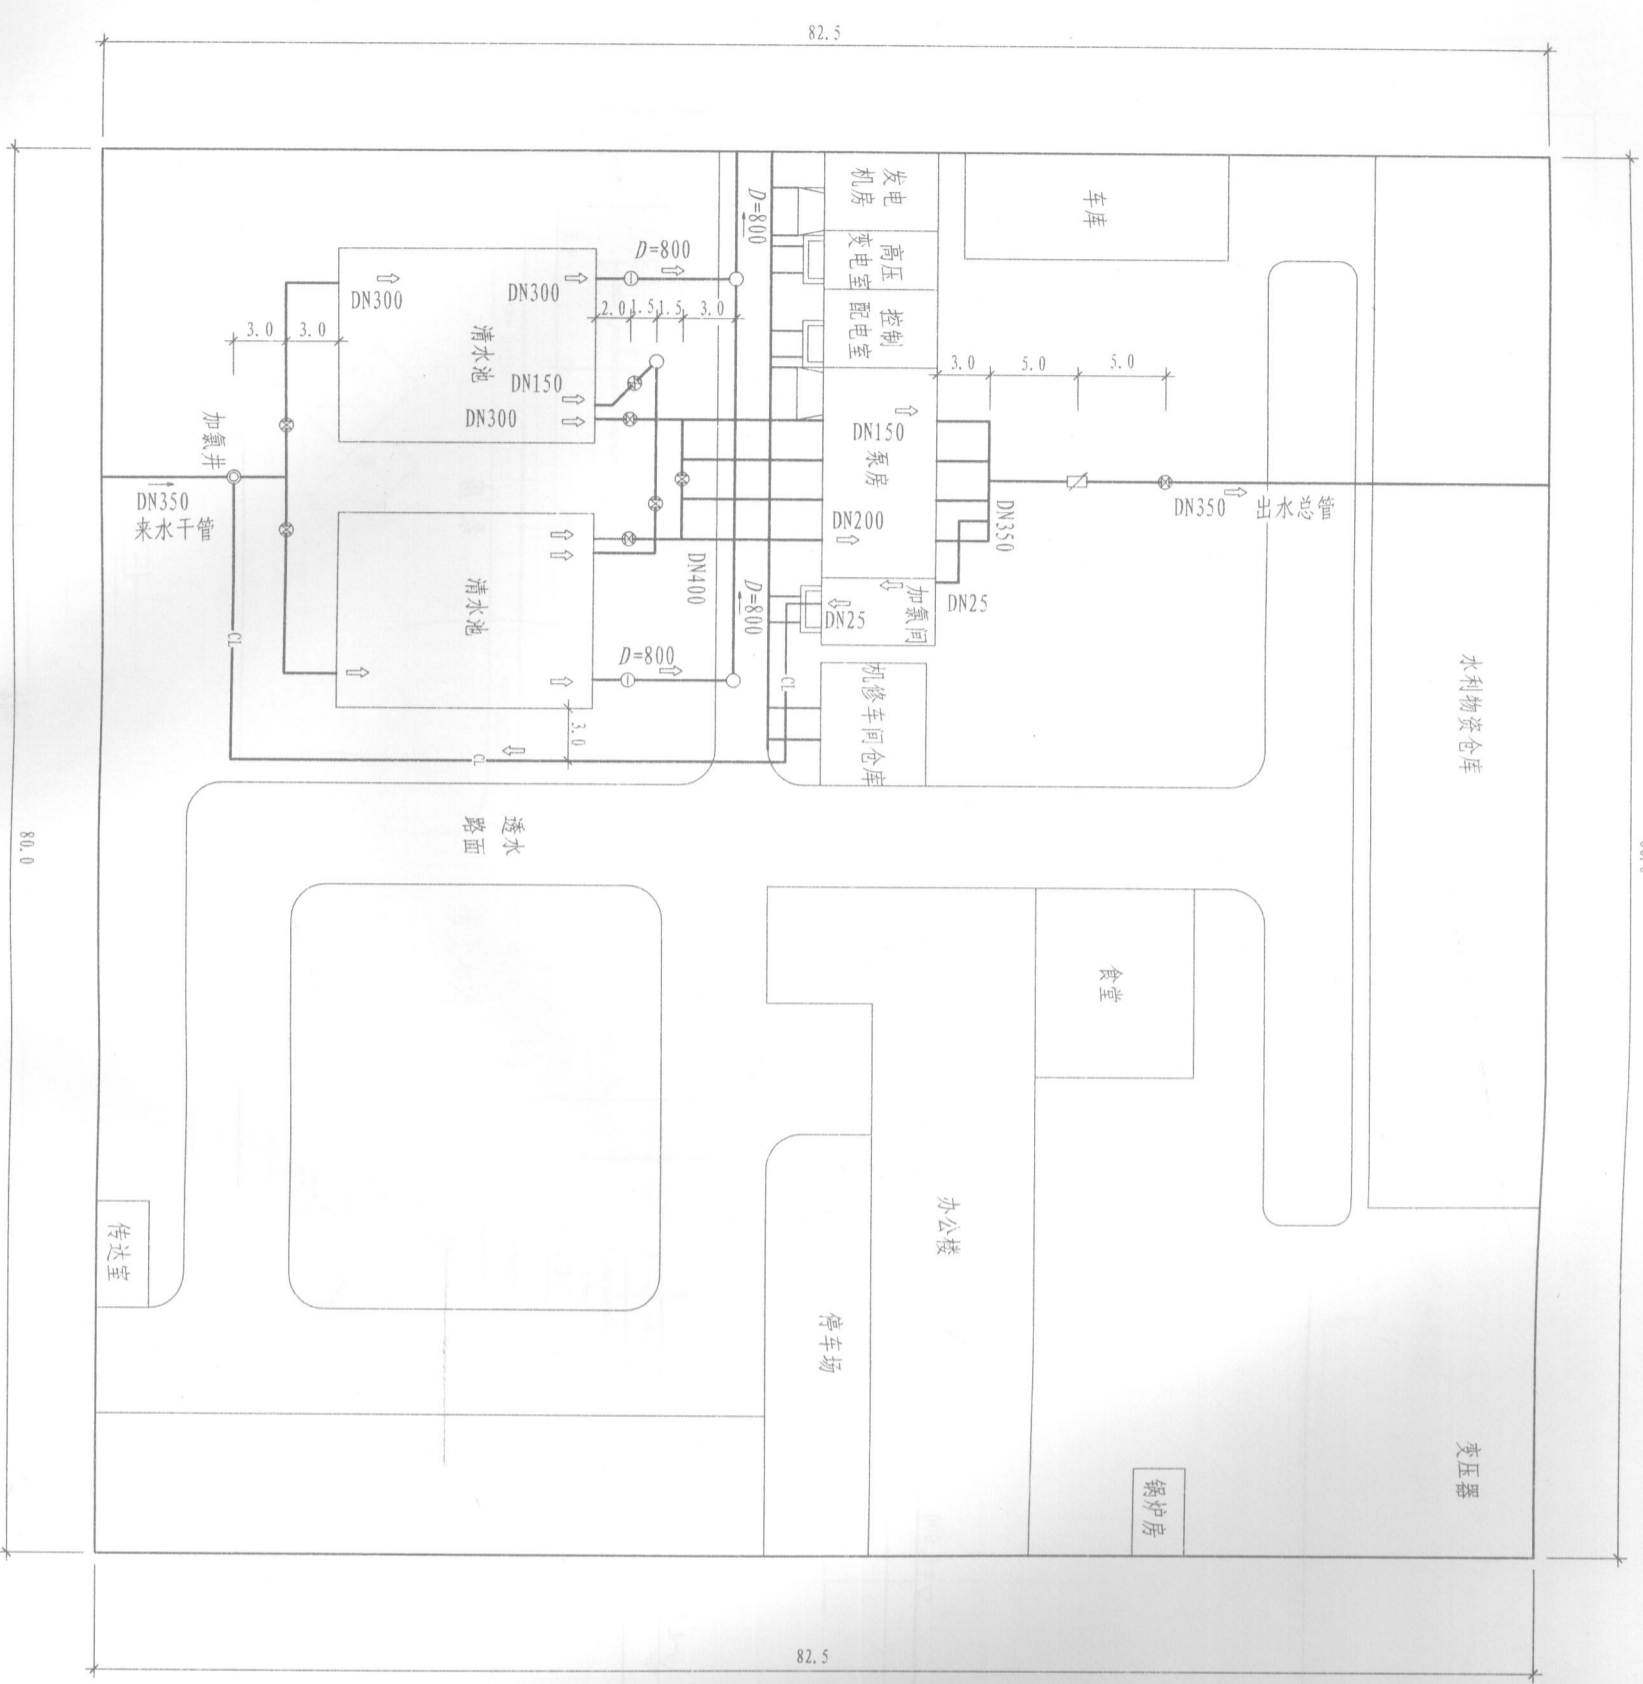 82.5
发电
机房
车库
D=800
高压
变电室
D=800
DN300
DN300
2.0
1.5
1.5
3.0
控制
配电室
3.0
3.0
清水池
3.0
5.0
5.0
DN150
DN300
加氯井
DN150
泵房
DN350
来水干管
DN200
DN350
DN350
出水总管
DN400
清水池
D=800
DN25
加氯间
DN25
CL
D=800
CL
3.0
CL
机修车间仓库
水利物资仓库
透水
路面
80.0
食堂
办公楼
传达室
停车场
变压器
锅炉房
82.5